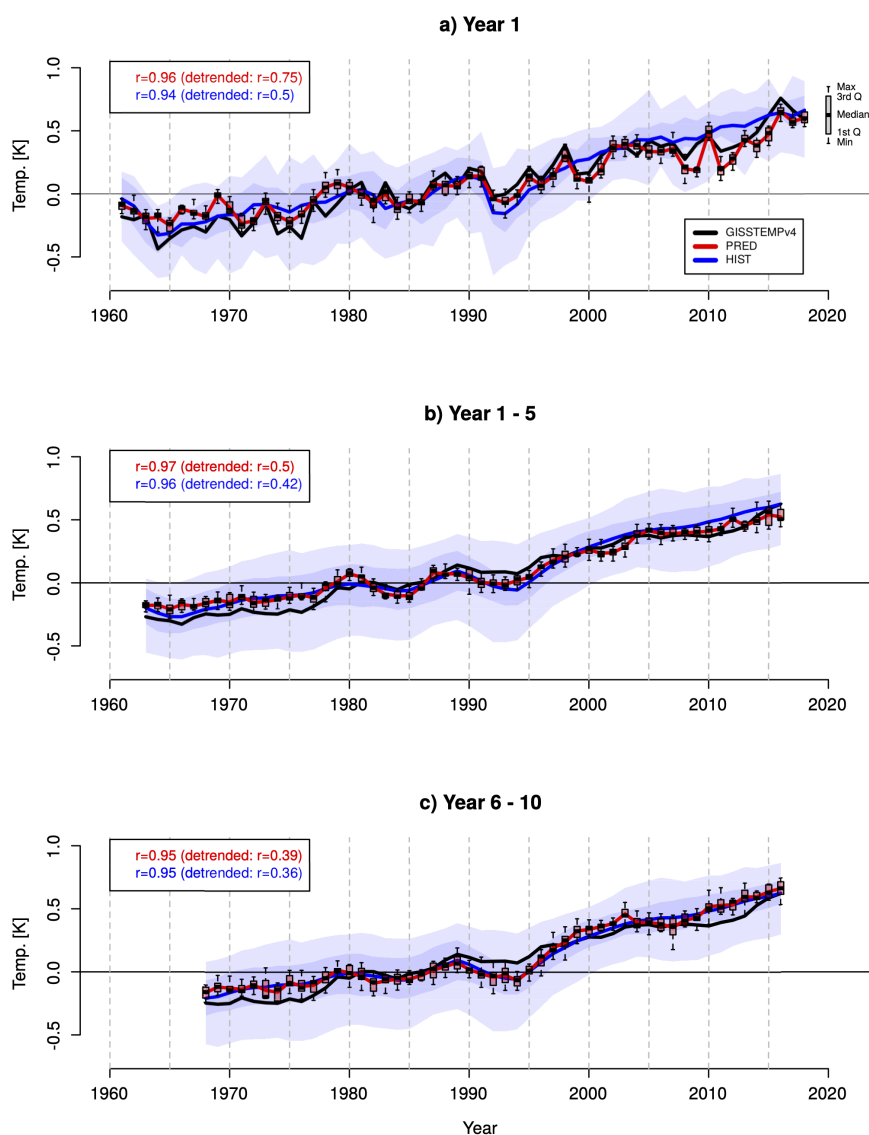 a) Year 1
r=0.96 (detrended: r=0.75)
r=0.94 (detrended: r=0.5)
Temp. [K]
1.0
0.5
0.0
-0.5
Max
3rd Q
Median
1st Q
Min
GISSTEMPv4
PRED
HIST
1960 1970 1980 1990 2000 2010 2020
b) Year 1 - 5
r=0.97 (detrended: r=0.5)
r=0.96 (detrended: r=0.42)
Temp. [K]
1.0
0.5
0.0
-0.5
1960 1970 1980 1990 2000 2010 2020
c) Year 6 - 10
r=0.95 (detrended: r=0.39)
r=0.95 (detrended: r=0.36)
Temp. [K]
1.0
0.5
0.0
-0.5
1960 1970 1980 1990 2000 2010 2020
Year